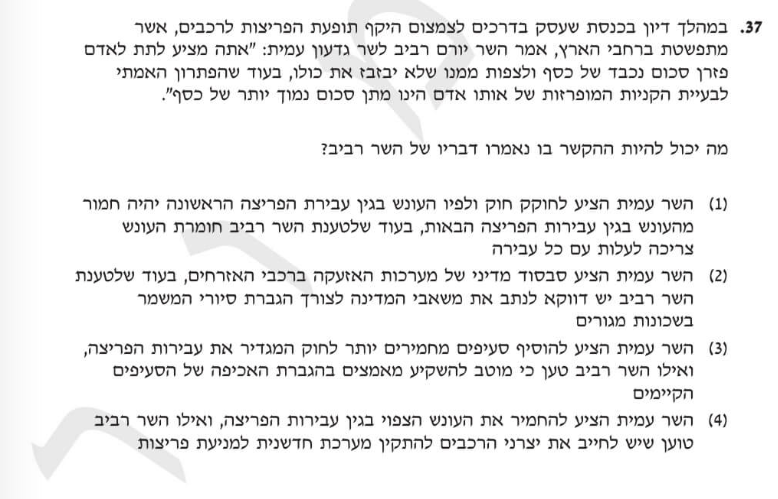 37. במהלך דיון בכנסת שעסק בדרכים לצמצום היקף תופעת הפריצות לרכבים, אשר
מתפשטת ברחבי הארץ, אמר השר יורם רביב לשר גדעון עמית: "אתה מציע לתת לאדם
פזרן סכום נכבד של כסף ולצפות ממנו שלא יבזבז את כולו, בעוד שהפתרון האמתי
לבעיית הקניות המופרזות של אותו אדם הינו מתן סכום נמוך יותר של כסף".
מה יכול להיות ההקשר בו נאמרו דבריו של השר רביב?
(1) השר עמית הציע לחוקק חוק ולפיו העונש בגין עבירת הפריצה הראשונה יהיה חמור
מהעונש בגין עבירות הפריצה הבאות, בעוד שלטענת השר רביב חומרת העונש
צריכה לעלות עם כל עבירה
(2) השר עמית הציע סבסוד מדיני של מערכות האזעקה ברכבי האזרחים, בעוד שלטענת
השר רביב יש דווקא לנתב את משאבי המדינה לצורך הגברת סיורי המשמר
בשכונות מגורים
(3) השר עמית הציע להוסיף סעיפים מחמירים יותר לחוק המגדיר את עבירות הפריצה,
ואילו השר רביב טען כי מוטב להשקיע מאמצים בהגברת האכיפה של הסעיפים
הקיימים
(4) השר עמית הציע להחמיר את העונש הצפוי בגין עבירות הפריצה, ואילו השר רביב
טוען שיש לחייב את יצרני הרכבים להתקין מערכת חדשנית למניעת פריצות